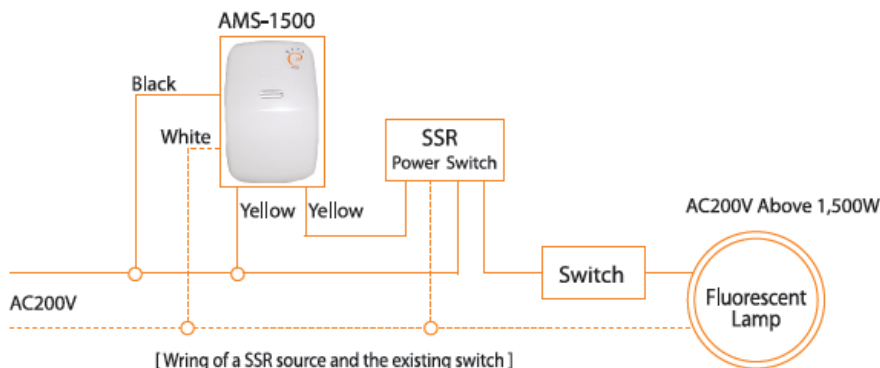 AMS-1500
Black
White
SSR
Power Switch
Yellow Yellow
AC200V Above 1,500W
Switch
Fluorescent
Lamp
AC200V
[ Wring of a SSR source and the existing switch ]